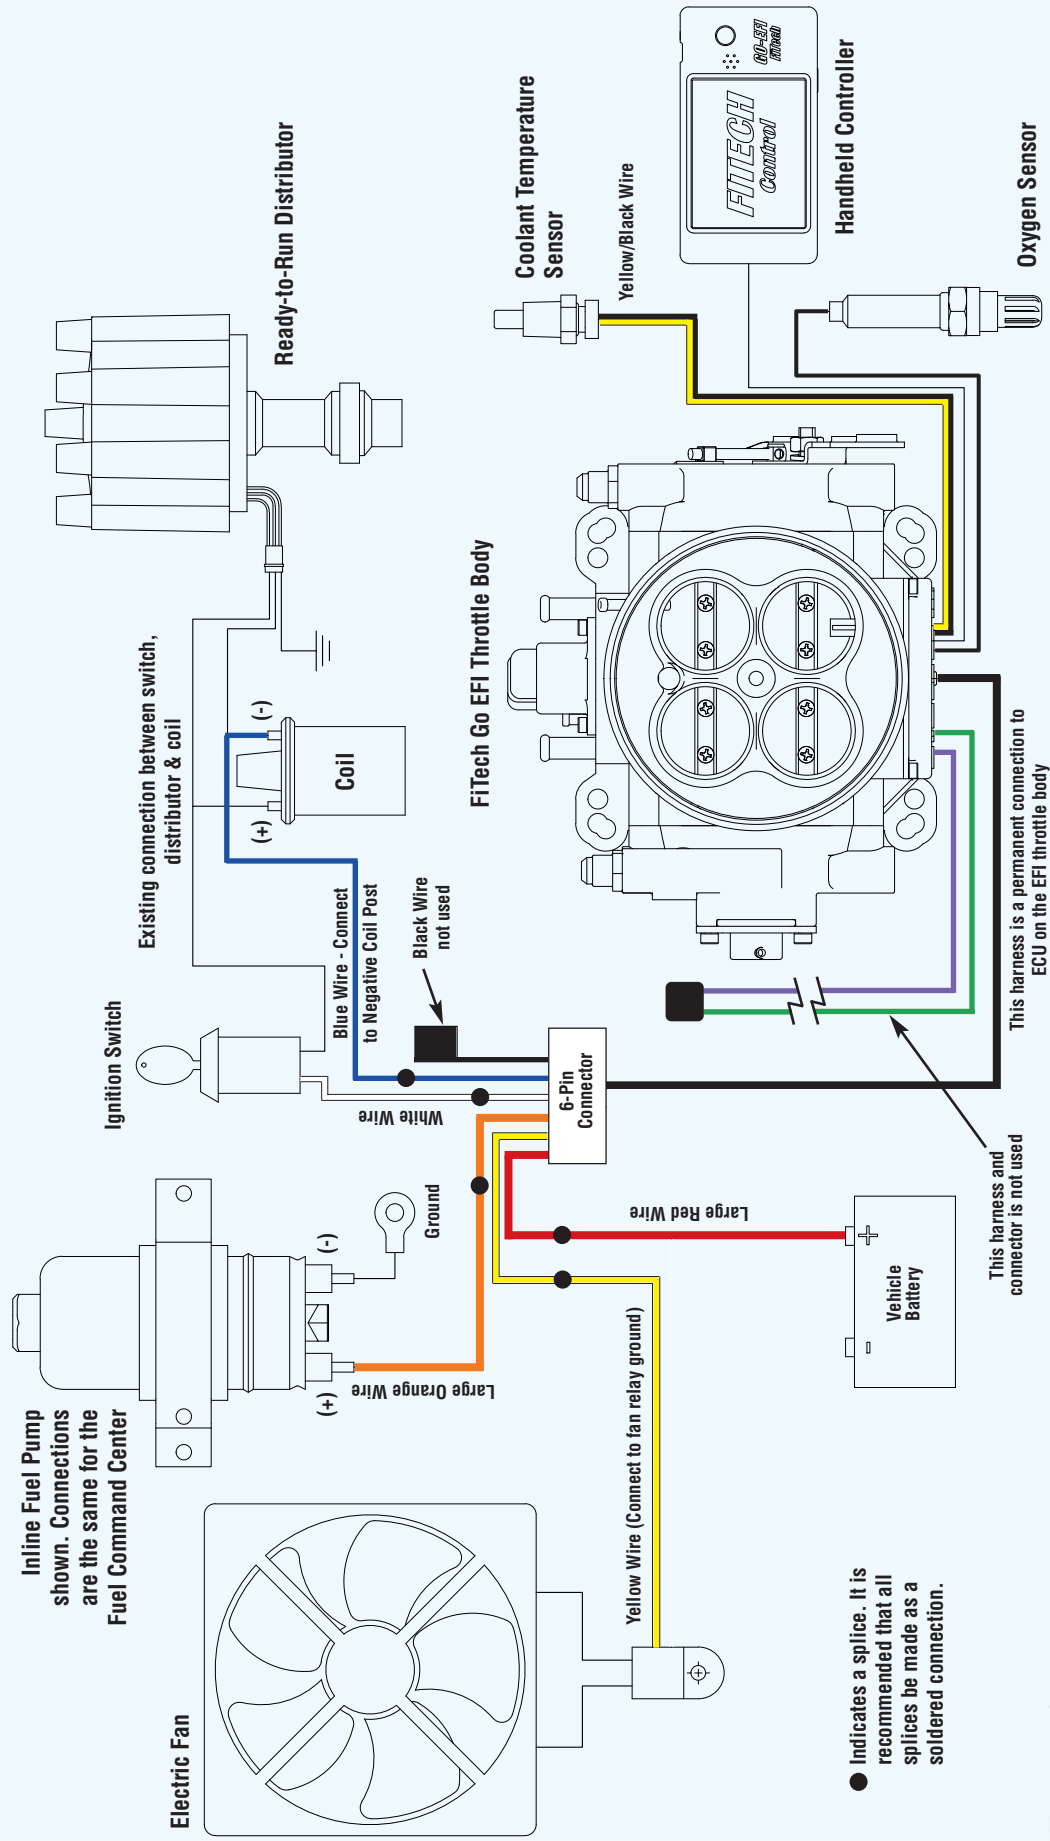 Inline Fuel Pump
shown. Connections
are the same for the
Fuel Command Center
Electric Fan
(+)
(-)
Ground
Large Orange Wire
Ignition Switch
White Wire
Existing connection between switch,
distributor & coil
Ready-to-Run Distributor
(+)
(-)
Coil
Blue Wire - Connect
to Negative Coil Post
Black Wire
not used
6-Pin
Connector
FiTech Go EFI Throttle Body
Coolant Temperature
Sensor
Yellow/Black Wire
GO-EFI
FiTech
FITECH
Control
Handheld Controller
Oxygen Sensor
Yellow Wire (Connect to fan relay ground)
Large Red Wire
+
-
Vehicle
Battery
This harness and
connector is not used
This harness is a permanent connection to
ECU on the EFI throttle body
Indicates a splice. It is
recommended that all
splices be made as a
soldered connection.